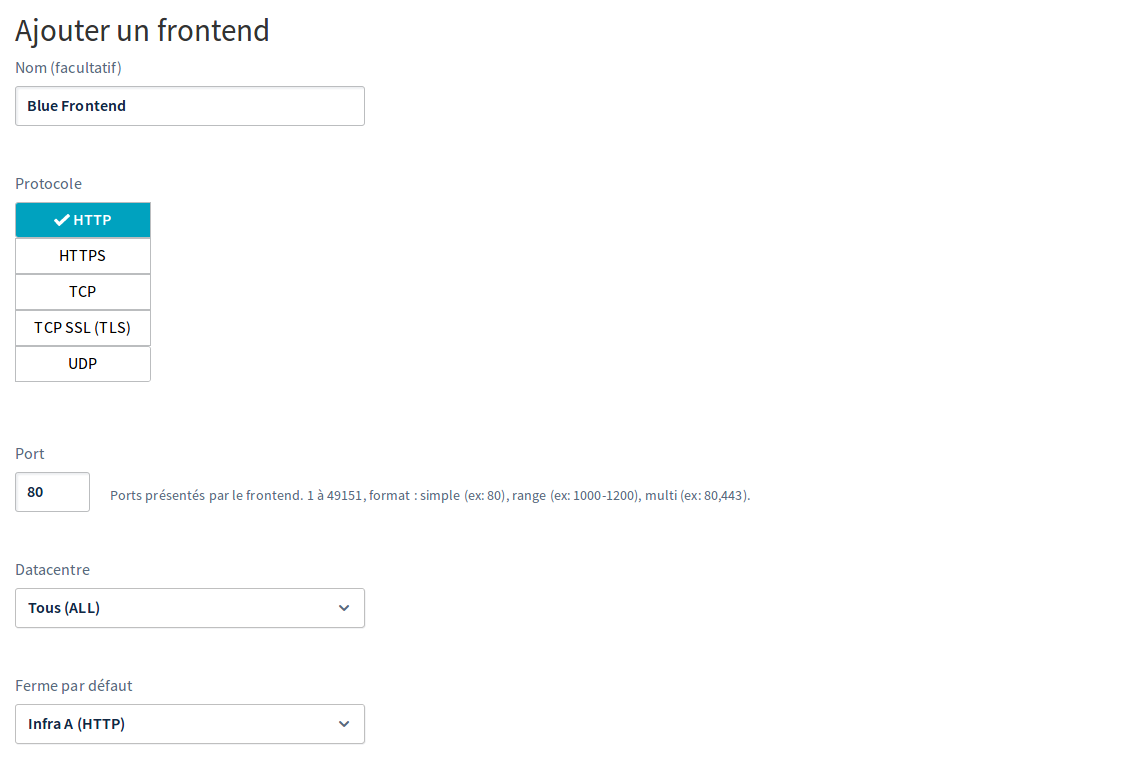 Ajouter un frontend
Nom (facultatif)
Blue Frontend
Protocole
HTTP
HTTPS
TCP
TCP SSL (TLS)
UDP
Port
80
Ports présentés par le frontend. 1 à 49151, format : simple (ex: 80), range (ex: 1000-1200), multi (ex: 80,443).
Datacentre
Tous (ALL)
Ferme par défaut
Infra A (HTTP)